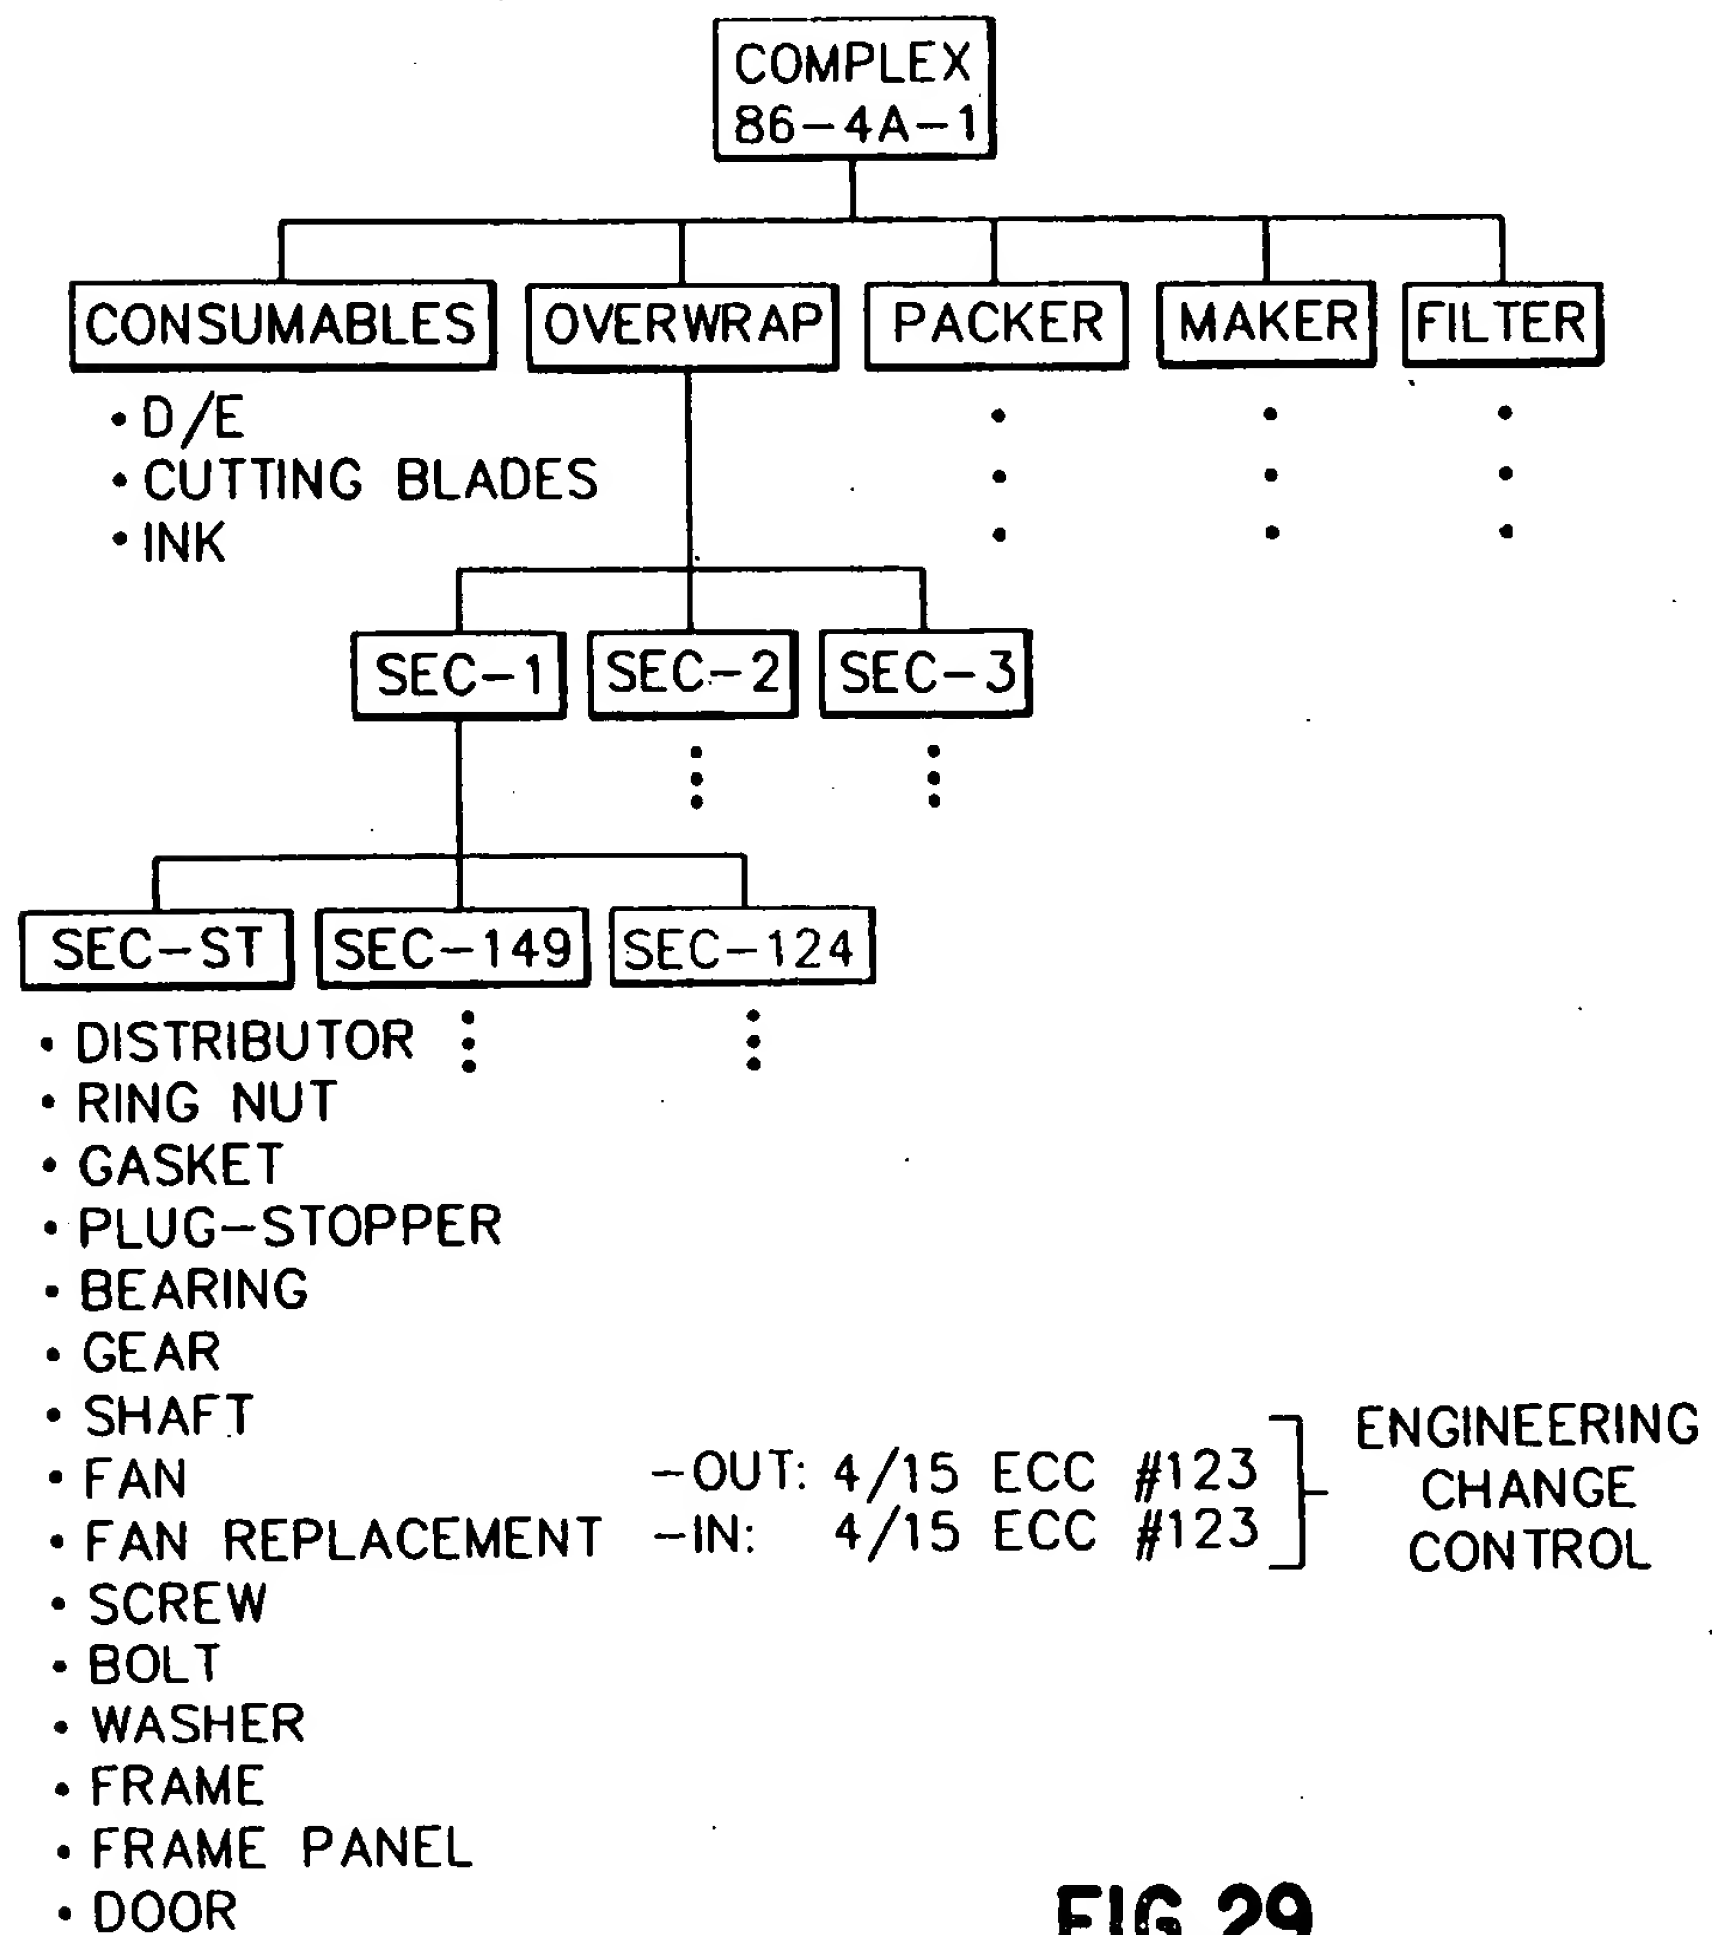 COMPLEX
86-4A-1
CONSUMABLES
OVERWRAP
PACKER
MAKER
FILTER
• D/E
• CUTTING BLADES
• INK
SEC-1
SEC-2
SEC-3
SEC-ST
SEC-149
SEC-124
• DISTRIBUTOR
• RING NUT
• GASKET
• PLUG-STOPPER
• BEARING
• GEAR
• SHAFT
• FAN -OUT: 4/15 ECC #123
• FAN REPLACEMENT -IN: 4/15 ECC #123
ENGINEERING
CHANGE
CONTROL
• SCREW
• BOLT
• WASHER
• FRAME
• FRAME PANEL
• DOOR
FIG. 29